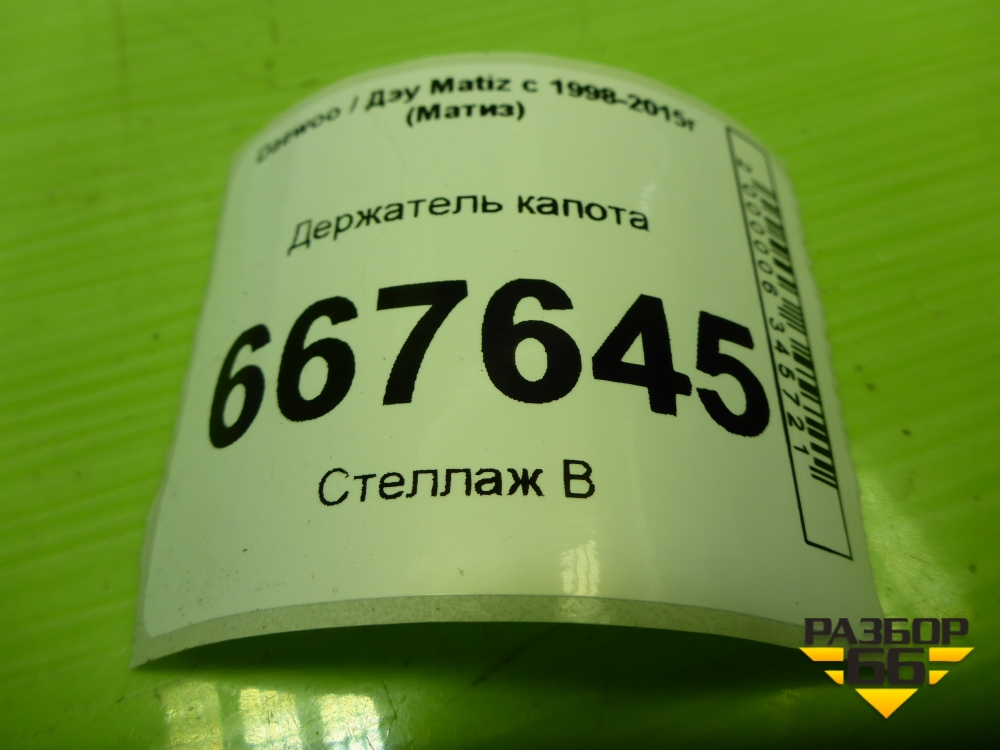 Daewoo / Дэу Matiz с 1998-2015г
(Матиз)
Держатель капота
667645
Стеллаж В
2000006345721
РАЗБОР
66